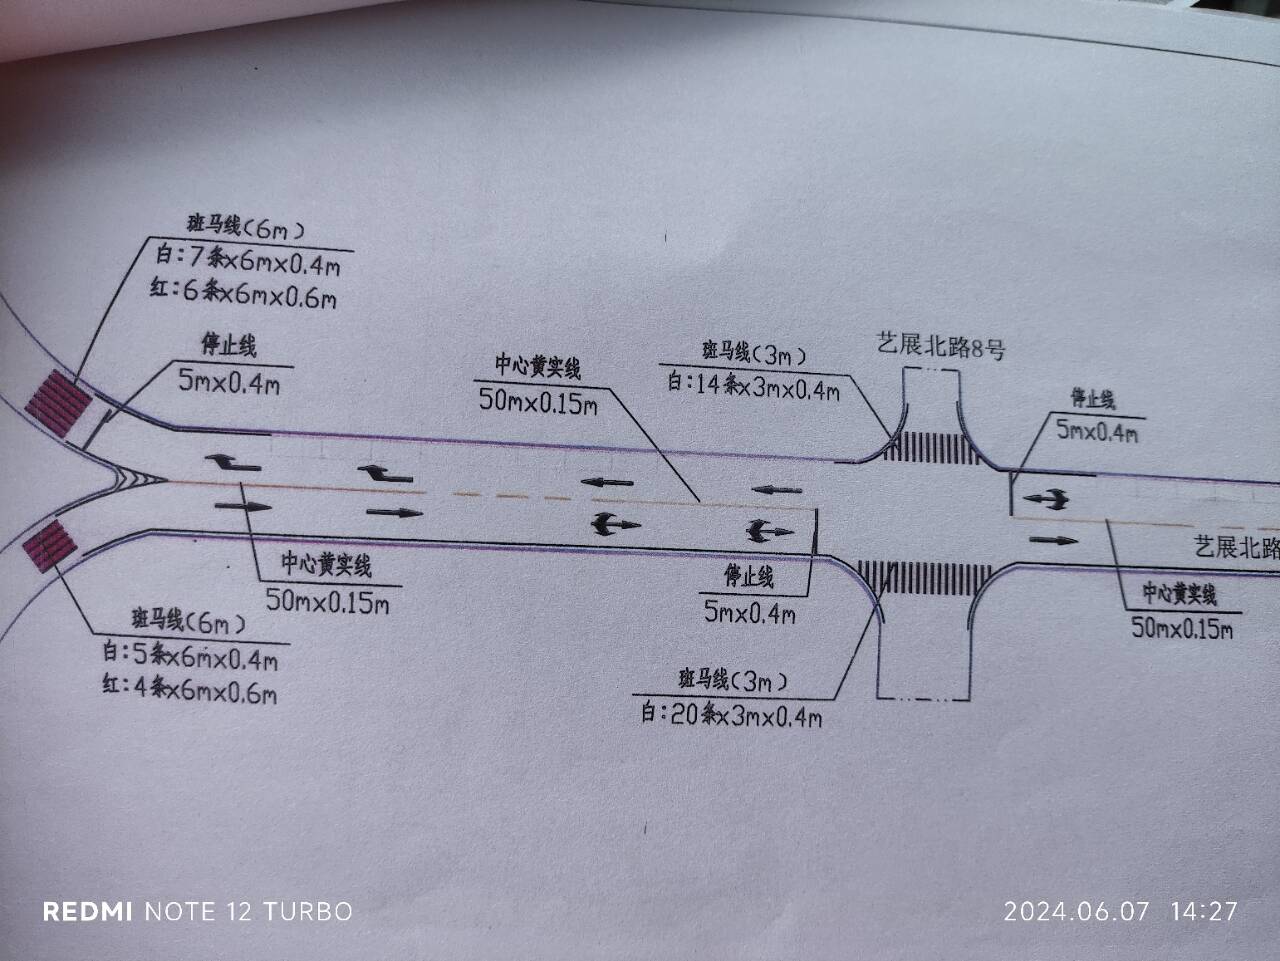 斑马线(6m)
白:7条x6mx0.4m
红:6条x6mx0.6m
停止线
5mx0.4m
中心黄实线
50mx0.15m
斑马线(3m)
白:14条x3mx0.4m
艺展北路8号
停止线
5mx0.4m
艺展北路
中心黄实线
50mx0.15m
停止线
5mx0.4m
中心黄实线
50mx0.15m
斑马线(6m)
白:5条x6mx0.4m
红:4条x6mx0.6m
斑马线(3m)
白:20条x3mx0.4m
REDMI NOTE 12 TURBO
2024.06.07 14:27